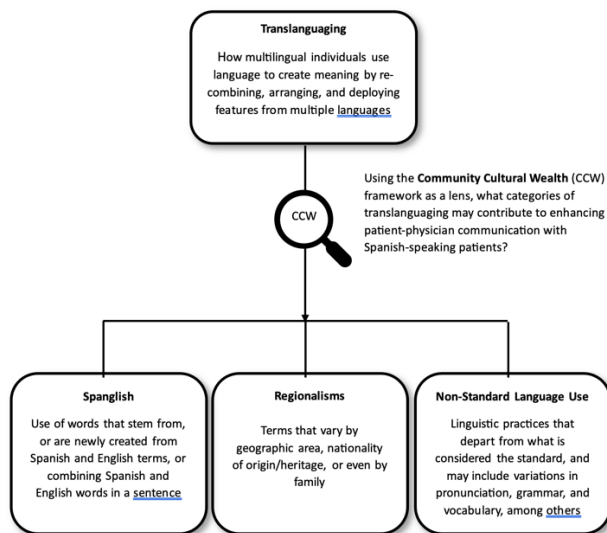 Translanguaging
How multilingual individuals use
language to create meaning by re-
combining, arranging, and deploying
features from multiple languages
Using the Community Cultural Wealth (CCW)
framework as a lens, what categories of
translanguaging may contribute to enhancing
patient-physician communication with
Spanish-speaking patients?
CCW
Spanglish
Use of words that stem from,
or are newly created from
Spanish and English terms, or
combining Spanish and
English words in a sentence
Regionalisms
Terms that vary by
geographic area, nationality
of origin/heritage, or even by
family
Non-Standard Language Use
Linguistic practices that
depart from what is
considered the standard, and
may include variations in
pronunciation, grammar, and
vocabulary, among others